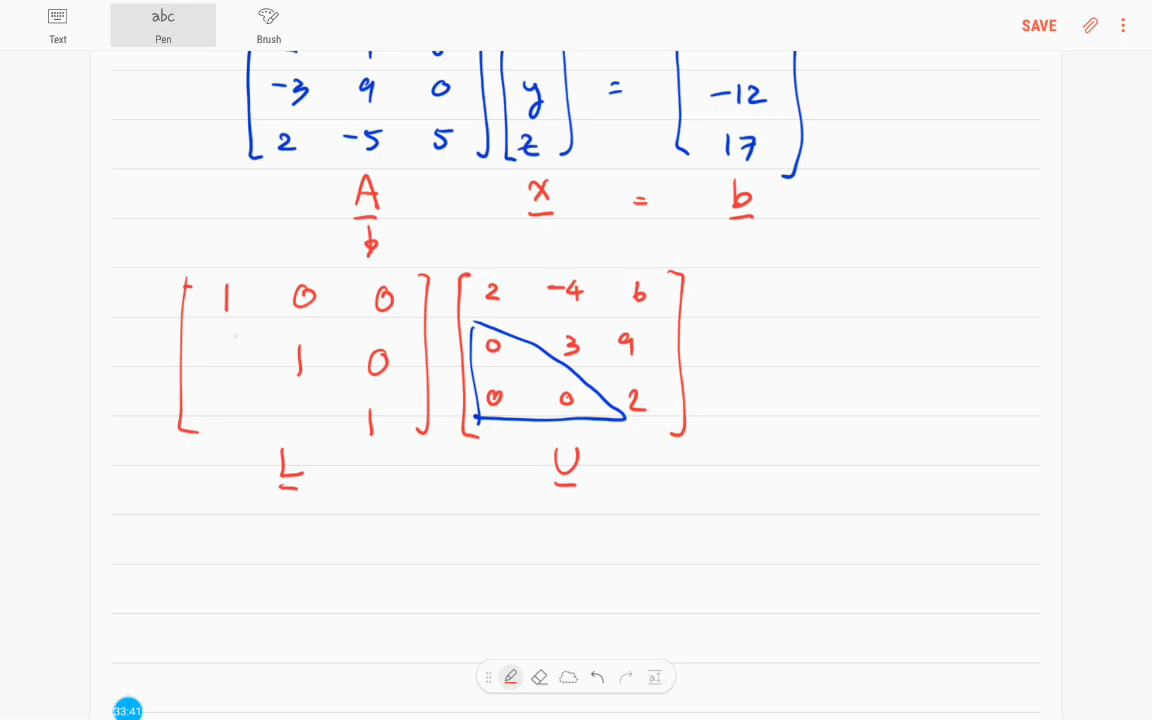 Text Pen Brush SAVE
abc
-3 9 0 y = -12
2 -5 5 z 17
A x = b
1 0 0 2 -4 6
1 0 0 3 9
1 0 0 2
L U
33:41